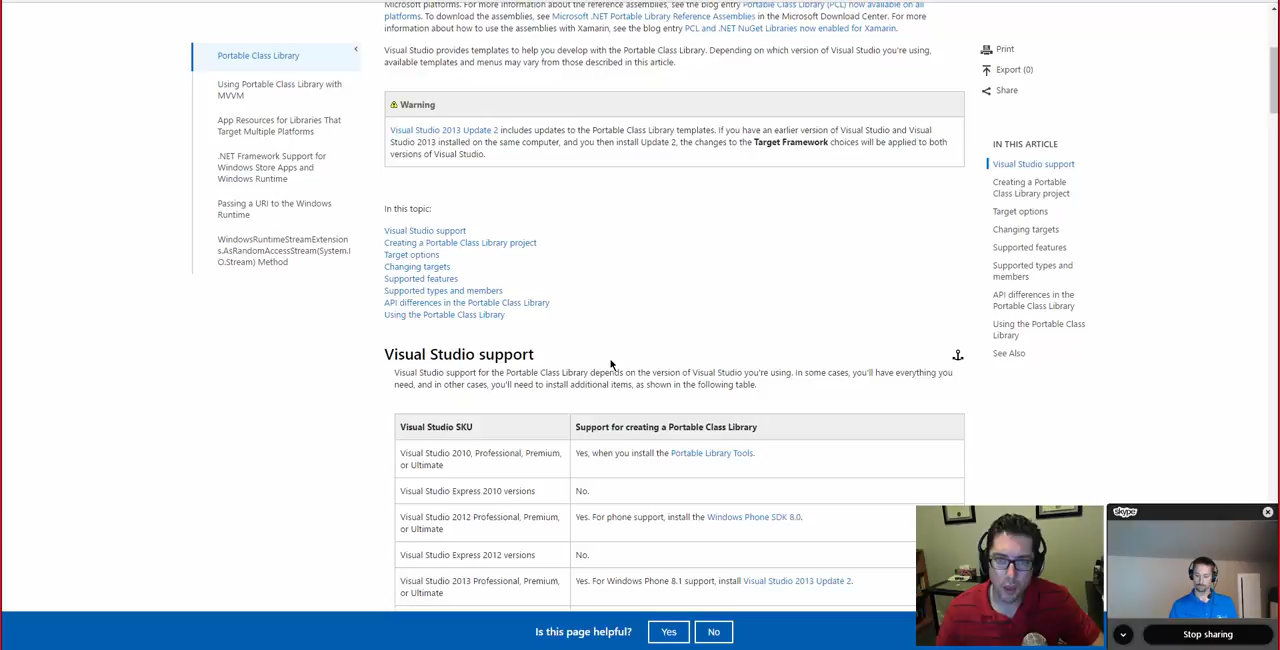 Microsoft platforms. For more information about the reference assemblies, see the blog entry Portable Class Library (PCL) now available on all
platforms. To download the assemblies, see Microsoft .NET Portable Library Reference Assemblies in the Microsoft Download Center. For more
information about how to use the assemblies with Xamarin, see the blog entry PCL and .NET NuGet Libraries now enabled for Xamarin.
Visual Studio provides templates to help you develop with the Portable Class Library. Depending on which version of Visual Studio you're using,
available templates and menus may vary from those described in this article.
Portable Class Library
Using Portable Class Library with
MVVM
App Resources for Libraries That
Target Multiple Platforms
.NET Framework Support for
Windows Store Apps and
Windows Runtime
Passing a URI to the Windows
Runtime
WindowsRuntimeStreamExtension
s.AsRandomAccessStream(System.I
O.Stream) Method
Warning
Visual Studio 2013 Update 2 includes updates to the Portable Class Library templates. If you have an earlier version of Visual Studio and Visual
Studio 2013 installed on the same computer, and you then install Update 2, the changes to the Target Framework choices will be applied to both
versions of Visual Studio.
In this topic:
Visual Studio support
Creating a Portable Class Library project
Target options
Changing targets
Supported features
Supported types and members
API differences in the Portable Class Library
Using the Portable Class Library
Visual Studio support
Visual Studio support for the Portable Class Library depends on the version of Visual Studio you're using. In some cases, you'll have everything you
need, and in other cases, you'll need to install additional items, as shown in the following table.
Visual Studio SKU
Support for creating a Portable Class Library
Visual Studio 2010, Professional, Premium,
or Ultimate
Yes, when you install the Portable Library Tools.
Visual Studio Express 2010 versions
No.
Visual Studio 2012 Professional, Premium,
or Ultimate
Yes. For phone support, install the Windows Phone SDK 8.0.
Visual Studio Express 2012 versions
No.
Visual Studio 2013 Professional, Premium,
or Ultimate
Yes. For Windows Phone 8.1 support, install Visual Studio 2013 Update 2.
Print
Export (0)
Share
IN THIS ARTICLE
Visual Studio support
Creating a Portable
Class Library project
Target options
Changing targets
Supported features
Supported types and
members
API differences in the
Portable Class Library
Using the Portable Class
Library
See Also
Is this page helpful?
Yes
No
skype
Stop sharing